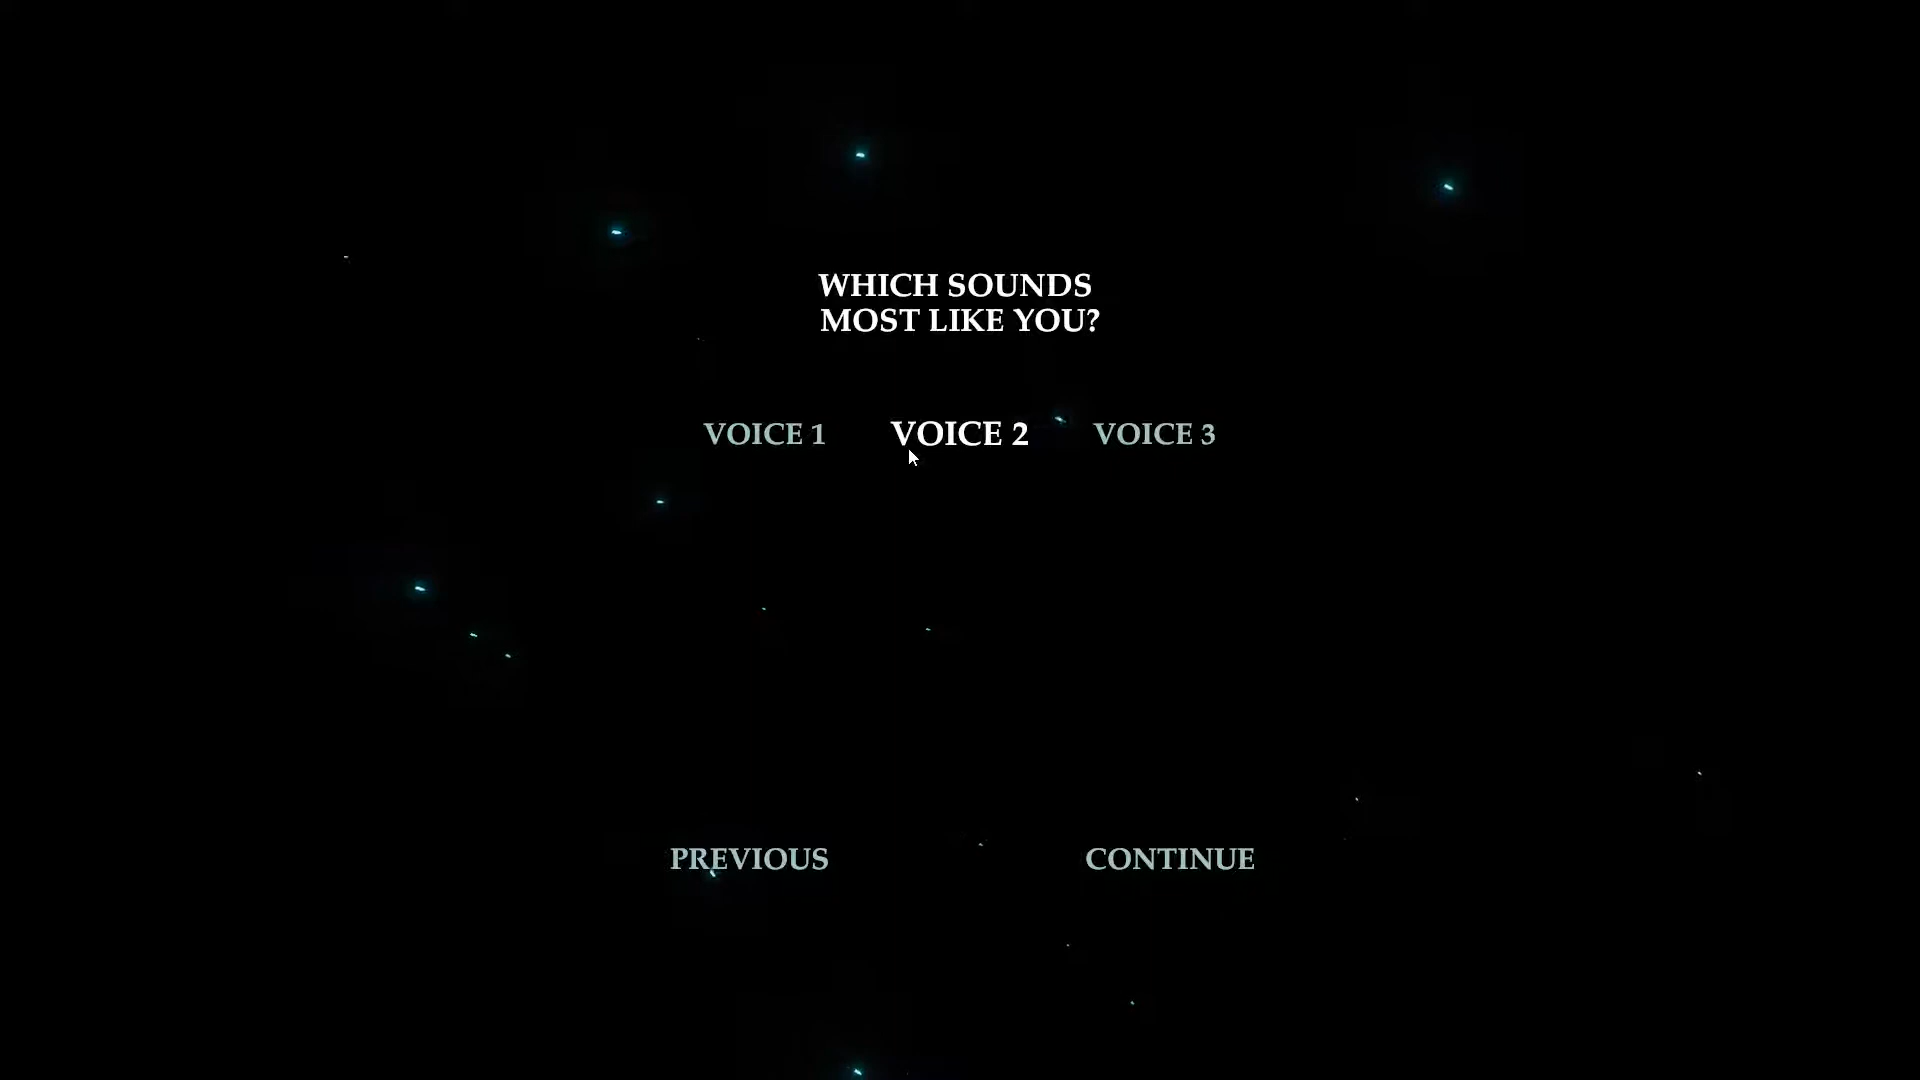 WHICH SOUNDS
MOST LIKE YOU?
VOICE 1 VOICE 2 VOICE 3
PREVIOUS CONTINUE